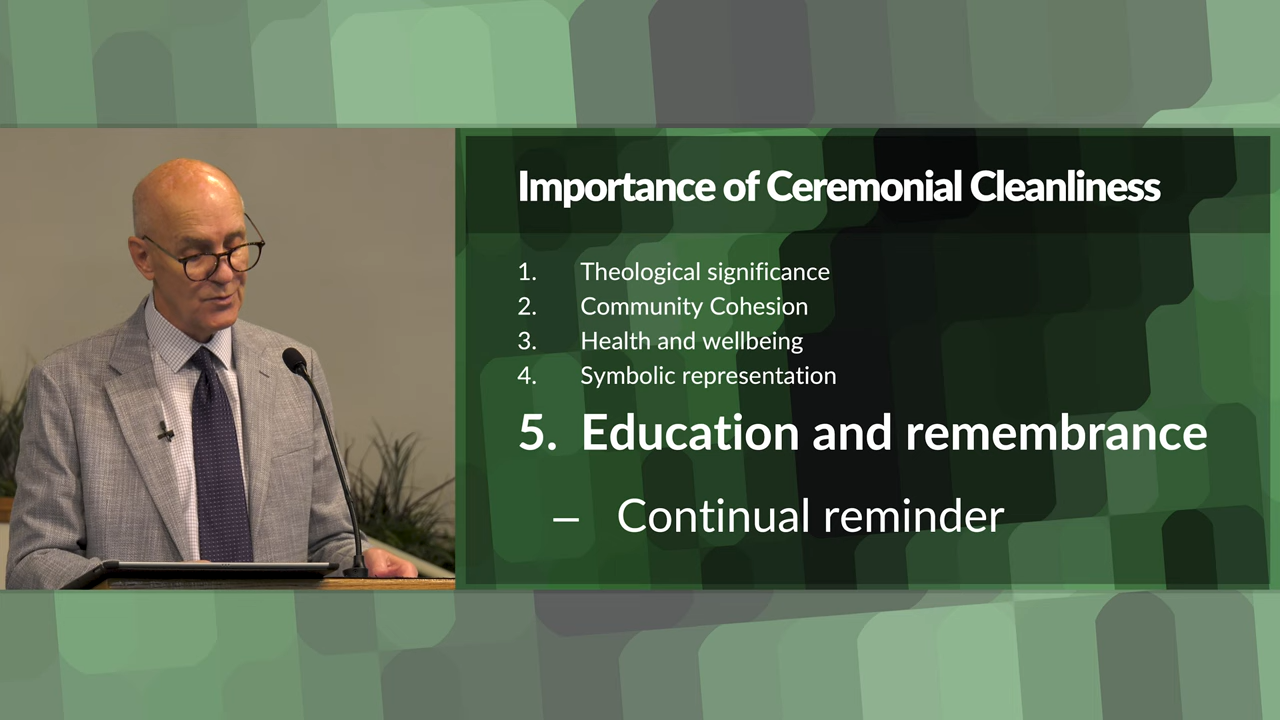 Importance of Ceremonial Cleanliness
1. Theological significance
2. Community Cohesion
3. Health and wellbeing
4. Symbolic representation
5. Education and remembrance
– Continual reminder